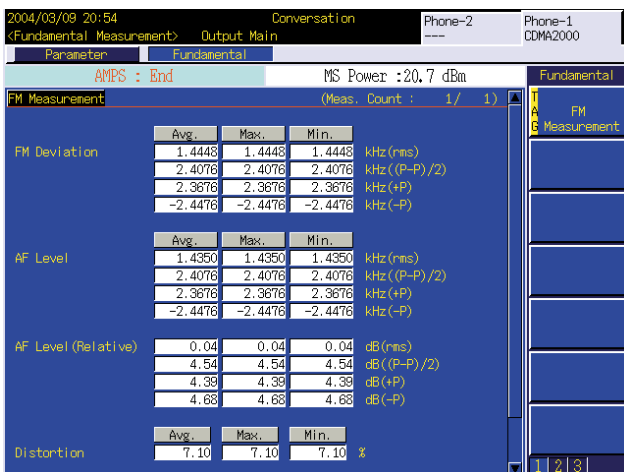 2004/03/09 20:54 Conversation Phone-2 Phone-1
<Fundamental Measurement> Output Main --- CDMA2000
Parameter Fundamental
AMPS : End MS Power :20.7 dBm Fundamental
FM Measurement (Meas. Count : 1/ 1)
TAG FM Measurement
Avg. Max. Min.
FM Deviation 1.4448 1.4448 1.4448 kHz(rms)
2.4076 2.4076 2.4076 kHz((P-P)/2)
2.3676 2.3676 2.3676 kHz(+P)
-2.4476 -2.4476 -2.4476 kHz(-P)
Avg. Max. Min.
AF Level 1.4350 1.4350 1.4350 kHz(rms)
2.4076 2.4076 2.4076 kHz((P-P)/2)
2.3676 2.3676 2.3676 kHz(+P)
-2.4476 -2.4476 -2.4476 kHz(-P)
AF Level(Relative) 0.04 0.04 0.04 dB(rms)
4.54 4.54 4.54 dB((P-P)/2)
4.39 4.39 4.39 dB(+P)
4.68 4.68 4.68 dB(-P)
Avg. Max. Min.
Distortion 7.10 7.10 7.10 %
1 2 3